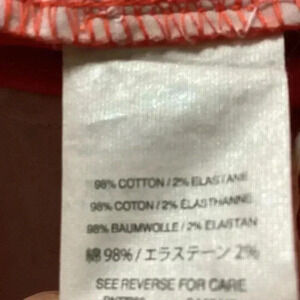 98% COTTON / 2% ELASTANE
98% COTON / 2% ÉLASTHANNE
98% BAUMWOLLE / 2% ELASTAN
綿 98% / エラステーン 2%
SEE REVERSE FOR CARE